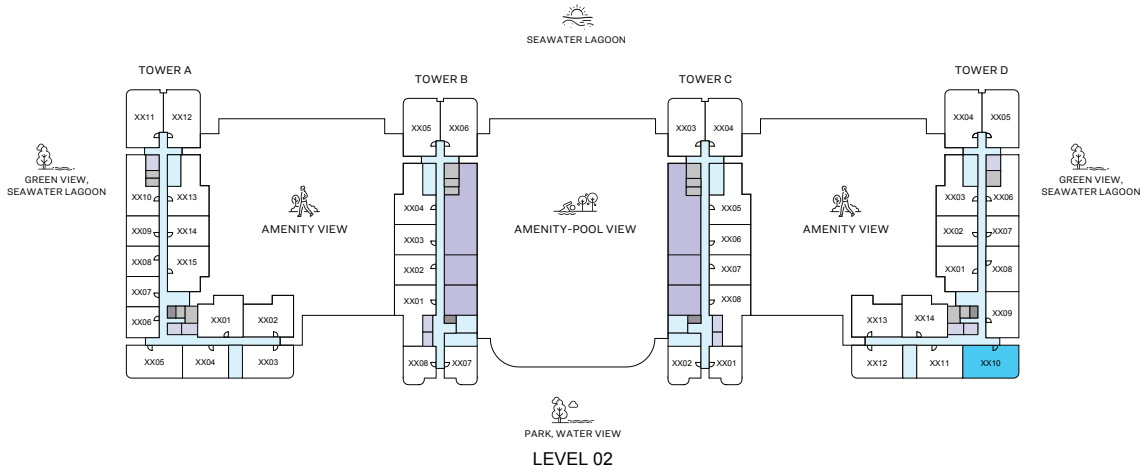 SEAWATER LAGOON
TOWER A
TOWER B
TOWER C
TOWER D
XX11 XX12
XX05 XX06
XX03 XX04
XX04 XX05
GREEN VIEW,
SEAWATER LAGOON
GREEN VIEW,
SEAWATER LAGOON
XX10 XX13
XX04
XX05
XX03 XX06
AMENITY VIEW
AMENITY-POOL VIEW
AMENITY VIEW
XX09 XX14
XX03
XX06
XX02 XX07
XX08 XX15
XX02
XX07
XX01 XX08
XX07
XX01
XX08
XX06 XX01 XX02
XX13 XX14 XX09
XX05 XX04 XX03
XX08 XX07
XX02 XX01
XX12 XX11 XX10
PARK, WATER VIEW
LEVEL 02